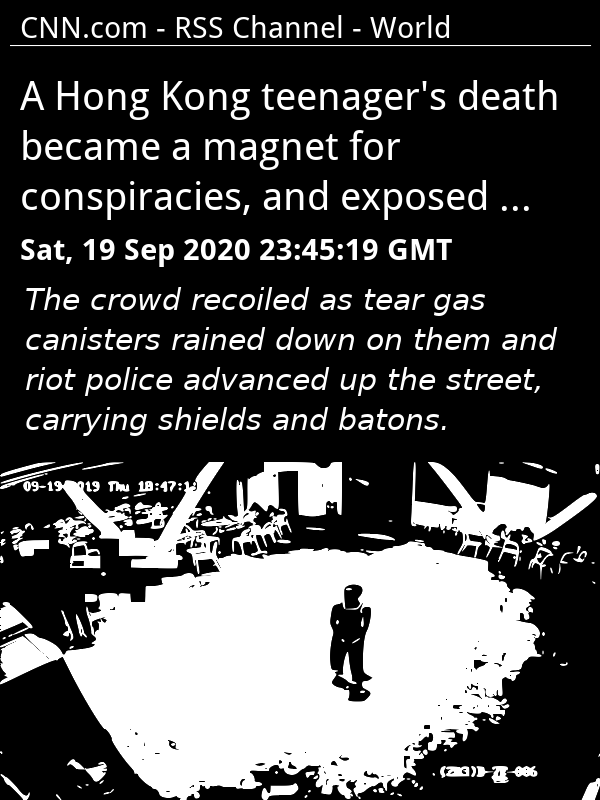 CNN.com - RSS Channel - World
A Hong Kong teenager's death
became a magnet for
conspiracies, and exposed ...
Sat, 19 Sep 2020 23:45:19 GMT
The crowd recoiled as tear gas
canisters rained down on them and
riot police advanced up the street,
carrying shields and batons.
Thu